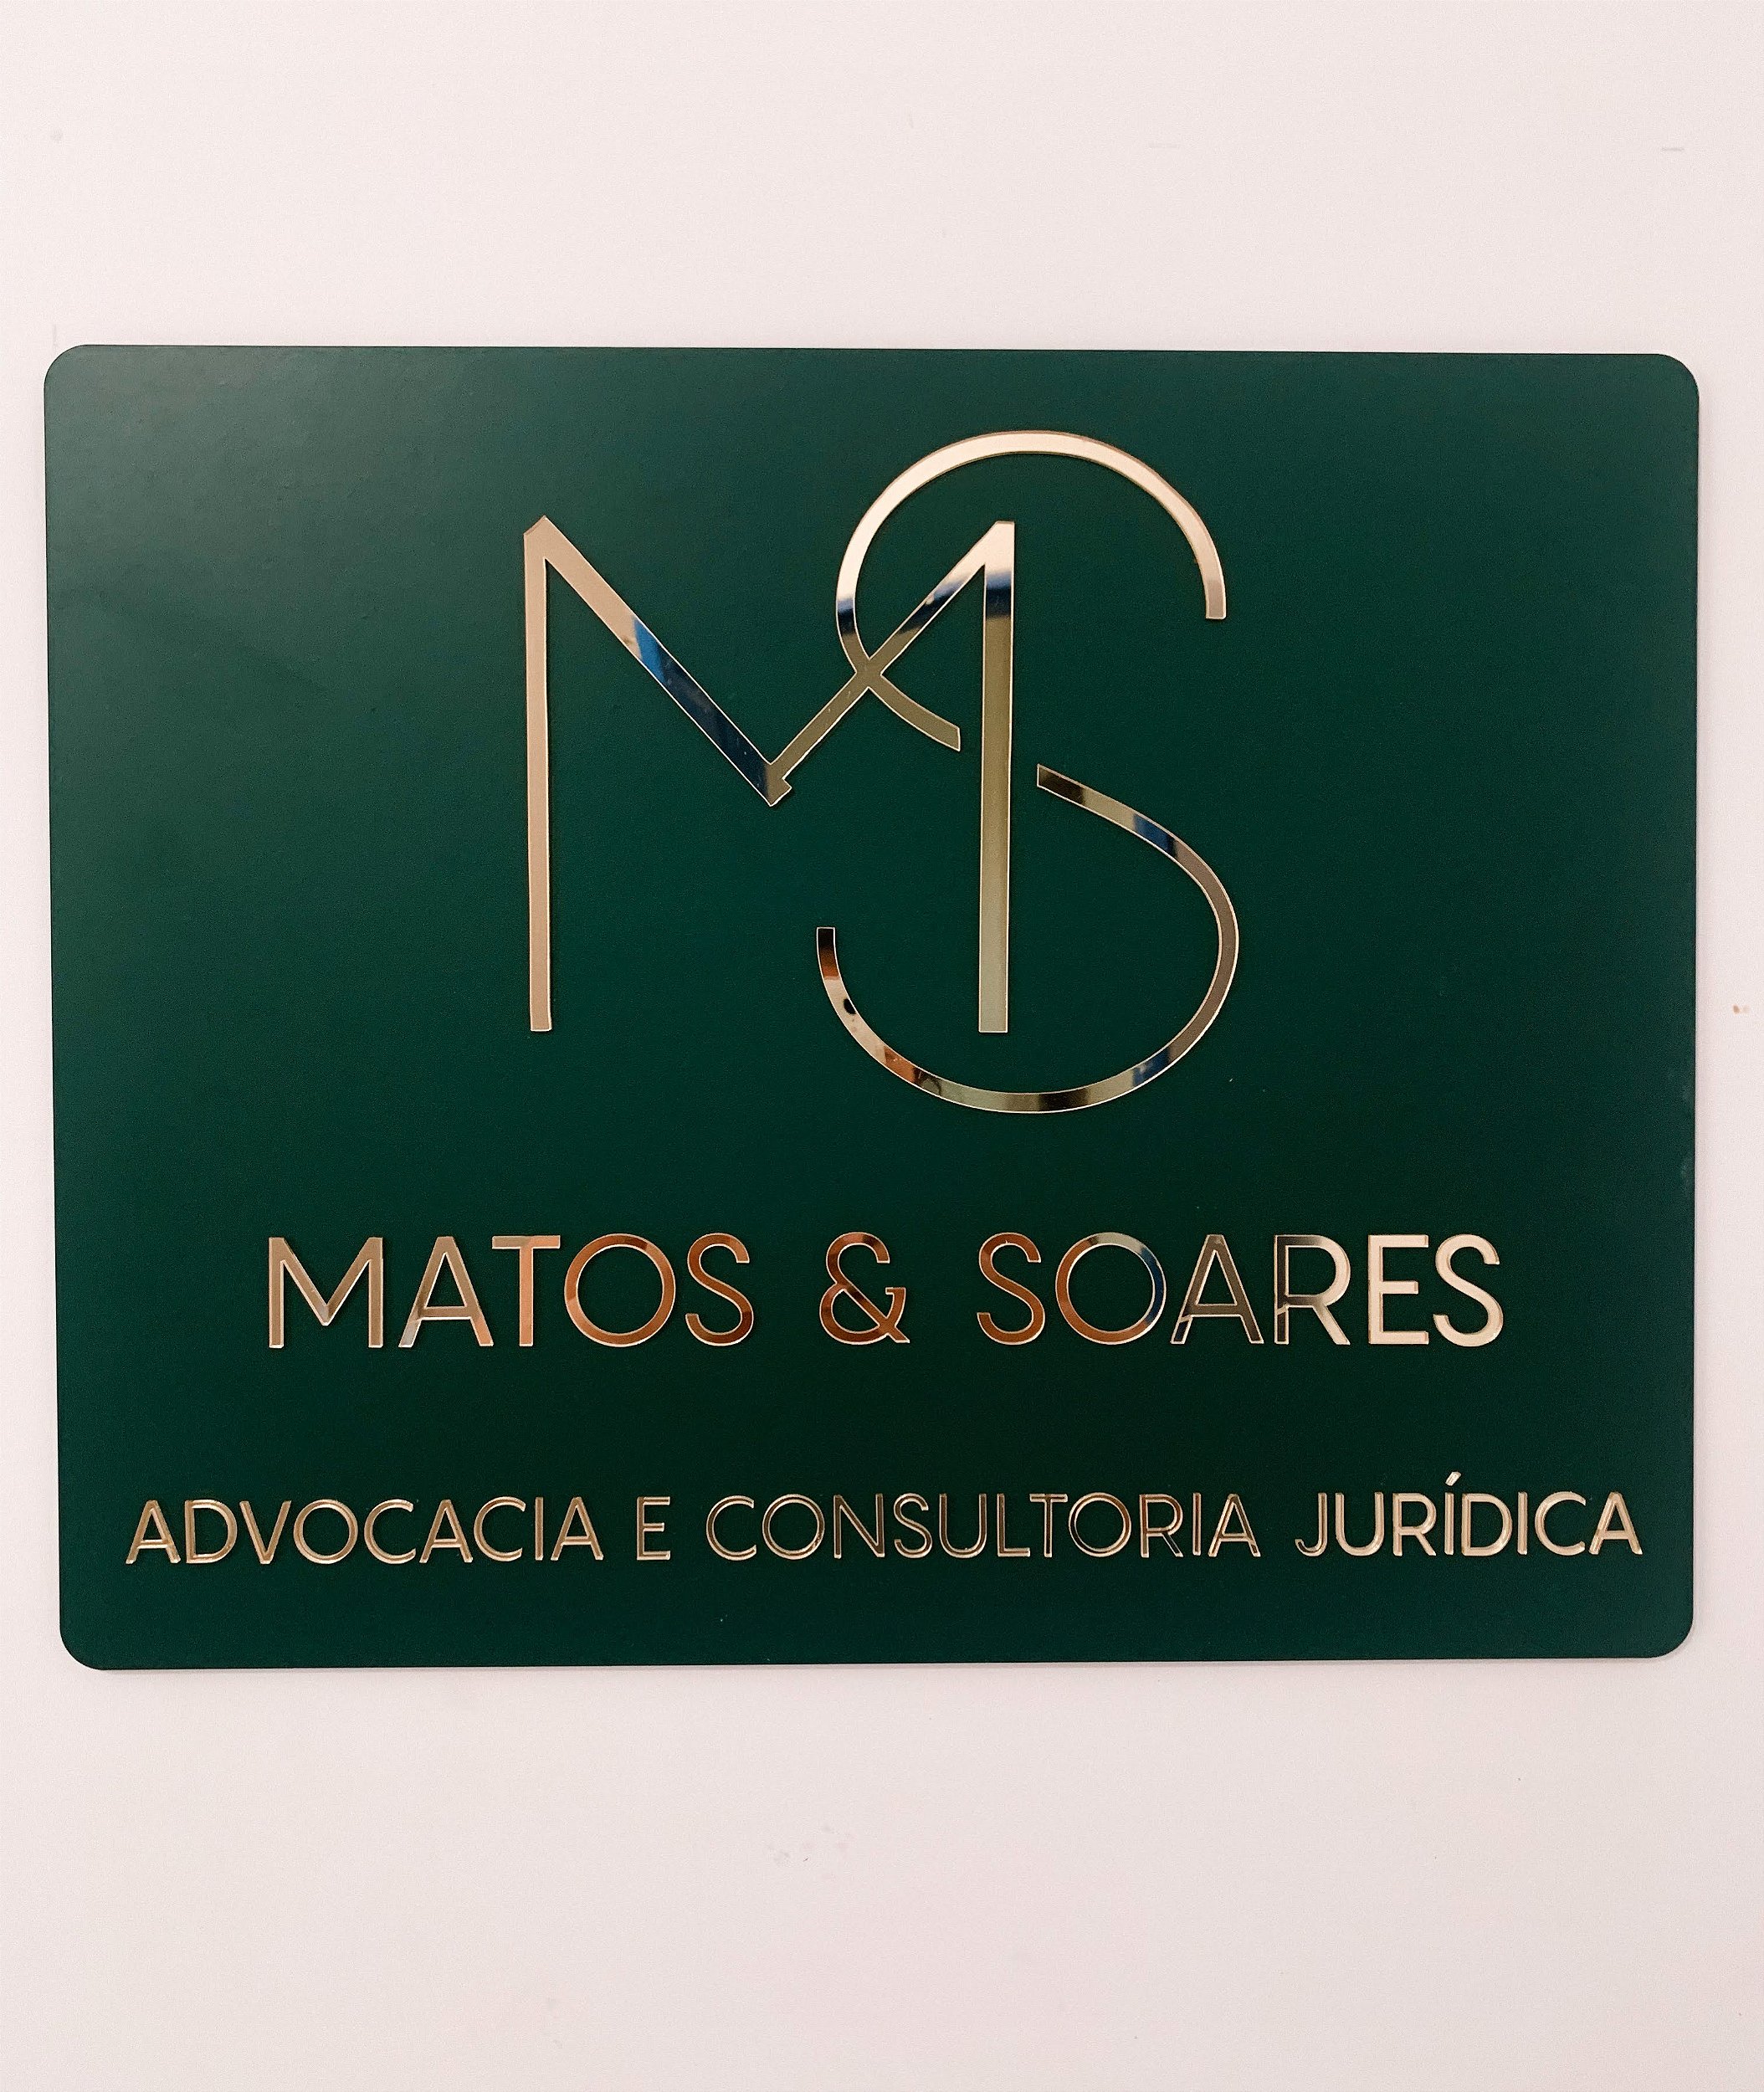 MS
MATOS & SOARES
ADVOCACIA E CONSULTORIA JURÍDICA